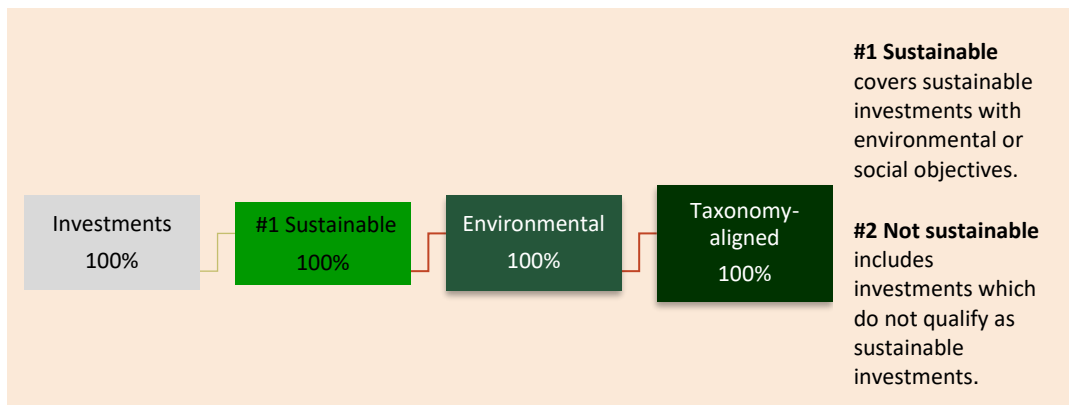 Investments
100%
#1 Sustainable
100%
Environmental
100%
Taxonomy-
aligned
100%
#1 Sustainable
covers sustainable
investments with
environmental or
social objectives.
#2 Not sustainable
includes
investments which
do not qualify as
sustainable
investments.